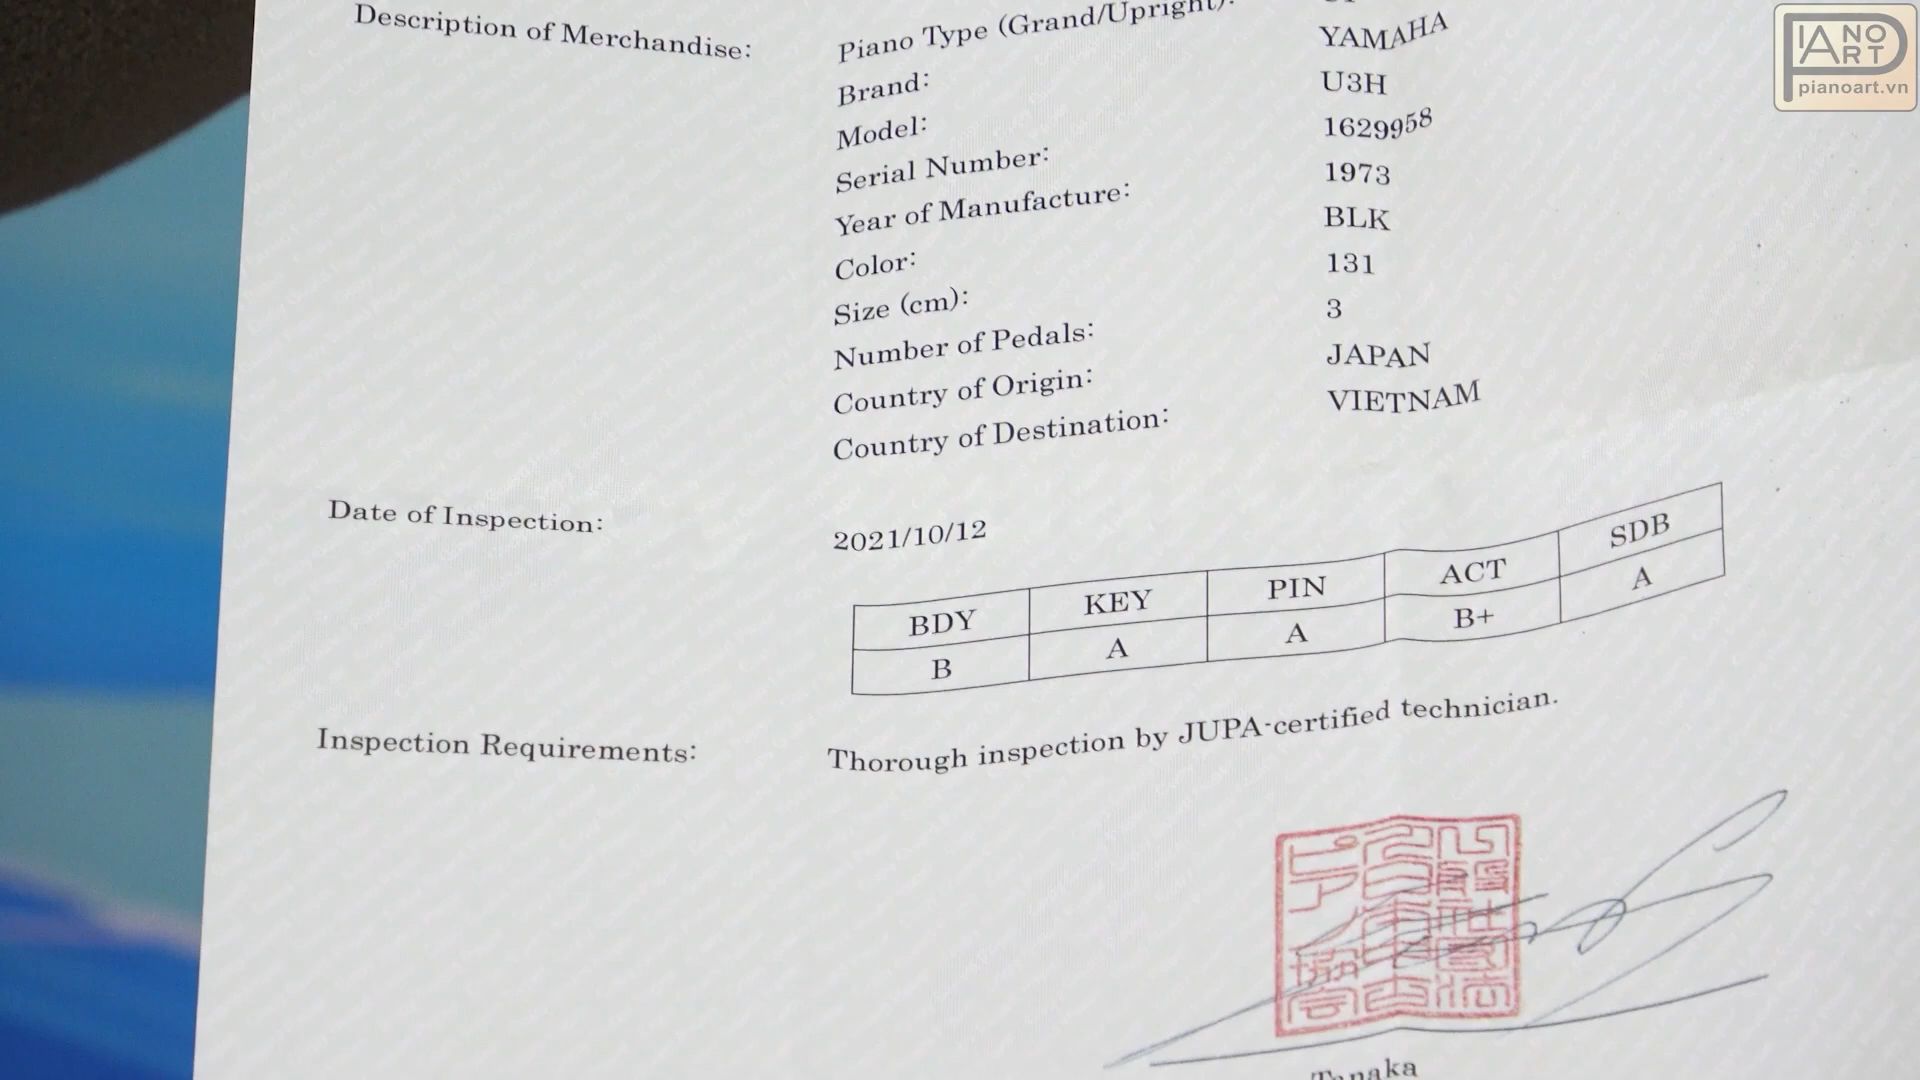 Description of Merchandise:
Piano Type (Grand/Upright):
Brand: YAMAHA
Model: U3H
Serial Number: 1629958
Year of Manufacture: 1973
Color: BLK
Size (cm): 131
Number of Pedals: 3
Country of Origin: JAPAN
Country of Destination: VIETNAM
Date of Inspection: 2021/10/12
BDY KEY PIN ACT SDB
B A A B+ A
Inspection Requirements: Thorough inspection by JUPA-certified technician.
Tanaka
PIANO ART
pianoart.vn